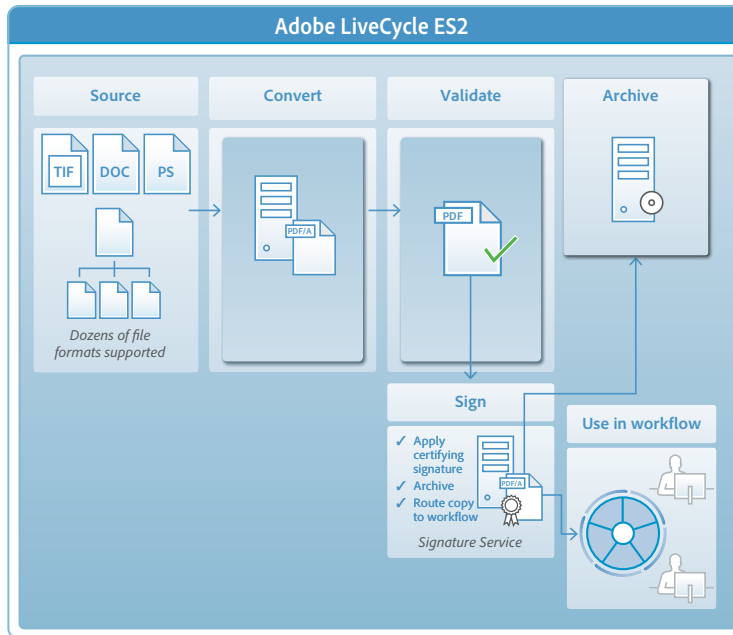 Adobe LiveCycle ES2
Source
Convert
Validate
Archive
TIF
DOC
PS
PDF/A
PDF
Dozens of file
formats supported
Sign
Use in workflow
✓ Apply
certifying
signature
✓ Archive
✓ Route copy
to workflow
PDF/A
Signature Service